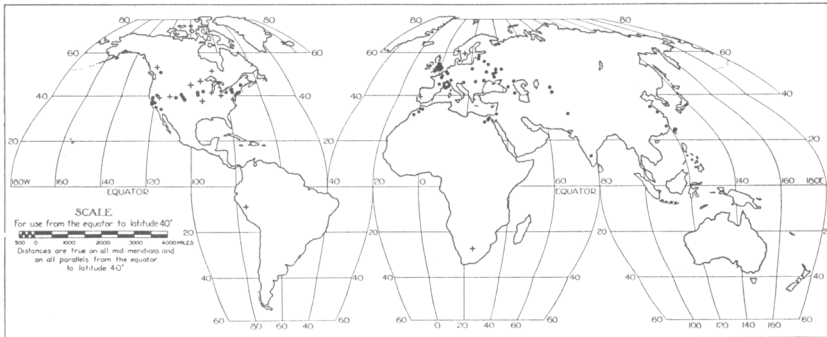 80 80 80 80
60 60 60
40 40 40
20 20 20
180W 160 140 120 100 0 20 60 140 180E
EQUATOR EQUATOR
SCALE
For use from the equator to latitude 40°
500 0 1000 2000 3000 4000 MILES
Distances are true on all mid-meridians and
on all parallels from the equator
to latitude 40°
20 20 20 20
40 40 40 40
60 80 60 40 60 60 60
0 20 40 100 120 140 160